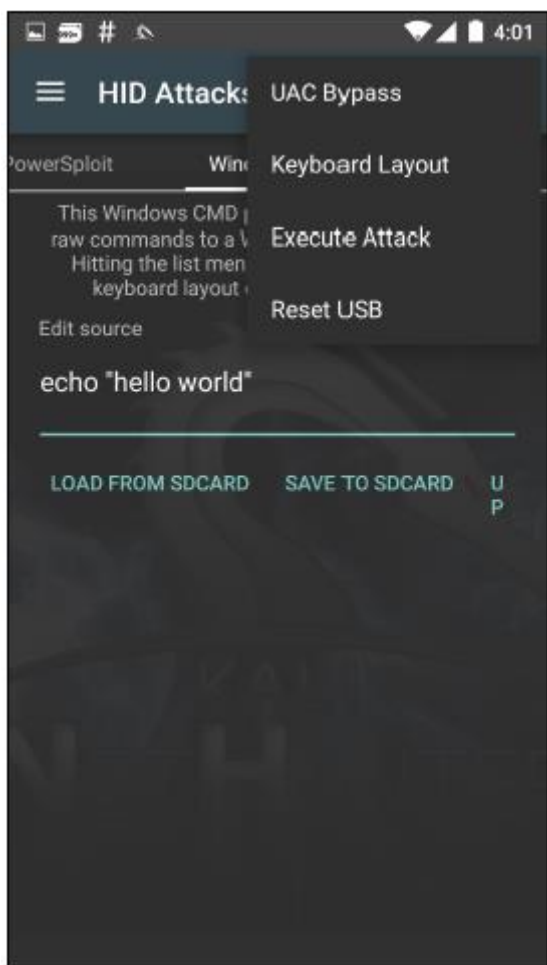 # 4:01
HID Attacks
UAC Bypass
PowerSploit Wind
Keyboard Layout
This Windows CMD p
raw commands to a W
Execute Attack
Hitting the list men
keyboard layout
Reset USB
Edit source
echo "hello world"
LOAD FROM SDCARD SAVE TO SDCARD U
P